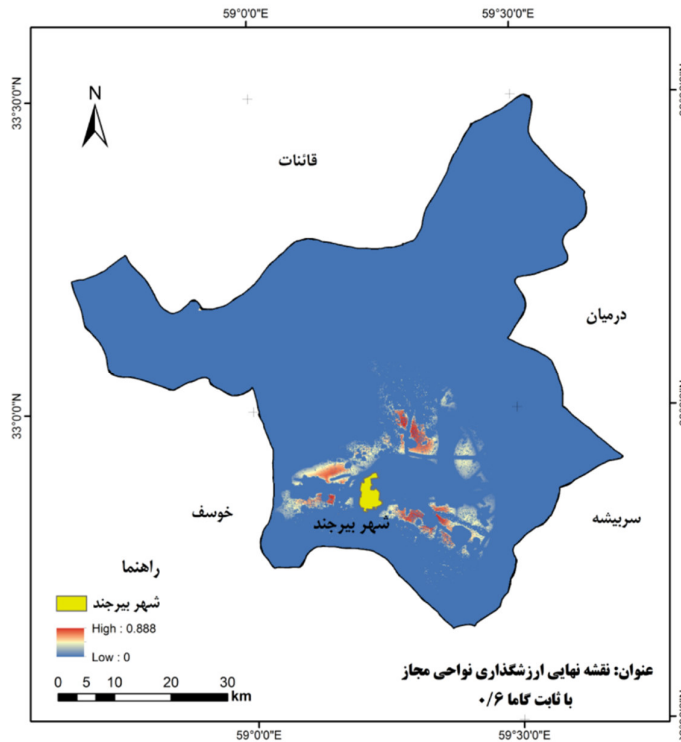 59°0'0"E
59°30'0"E
33°30'0"N
N
قائنات
درمیان
33°0'0"N
خوسف
شهر بیرجند
سربیشه
راهنما
شهر بیرجند
High : 0.888
Low : 0
0 5 10 20 30
km
عنوان: نقشه نهایی ارزشگذاری نواحی مجاز
با ثابت گاما ۰/۶
59°0'0"E
59°30'0"E